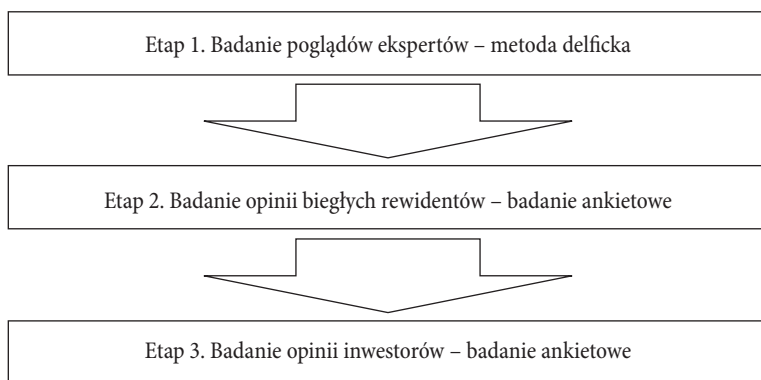 Etap 1. Badanie poglądów ekspertów – metoda delficka
Etap 2. Badanie opinii biegłych rewidentów – badanie ankietowe
Etap 3. Badanie opinii inwestorów – badanie ankietowe